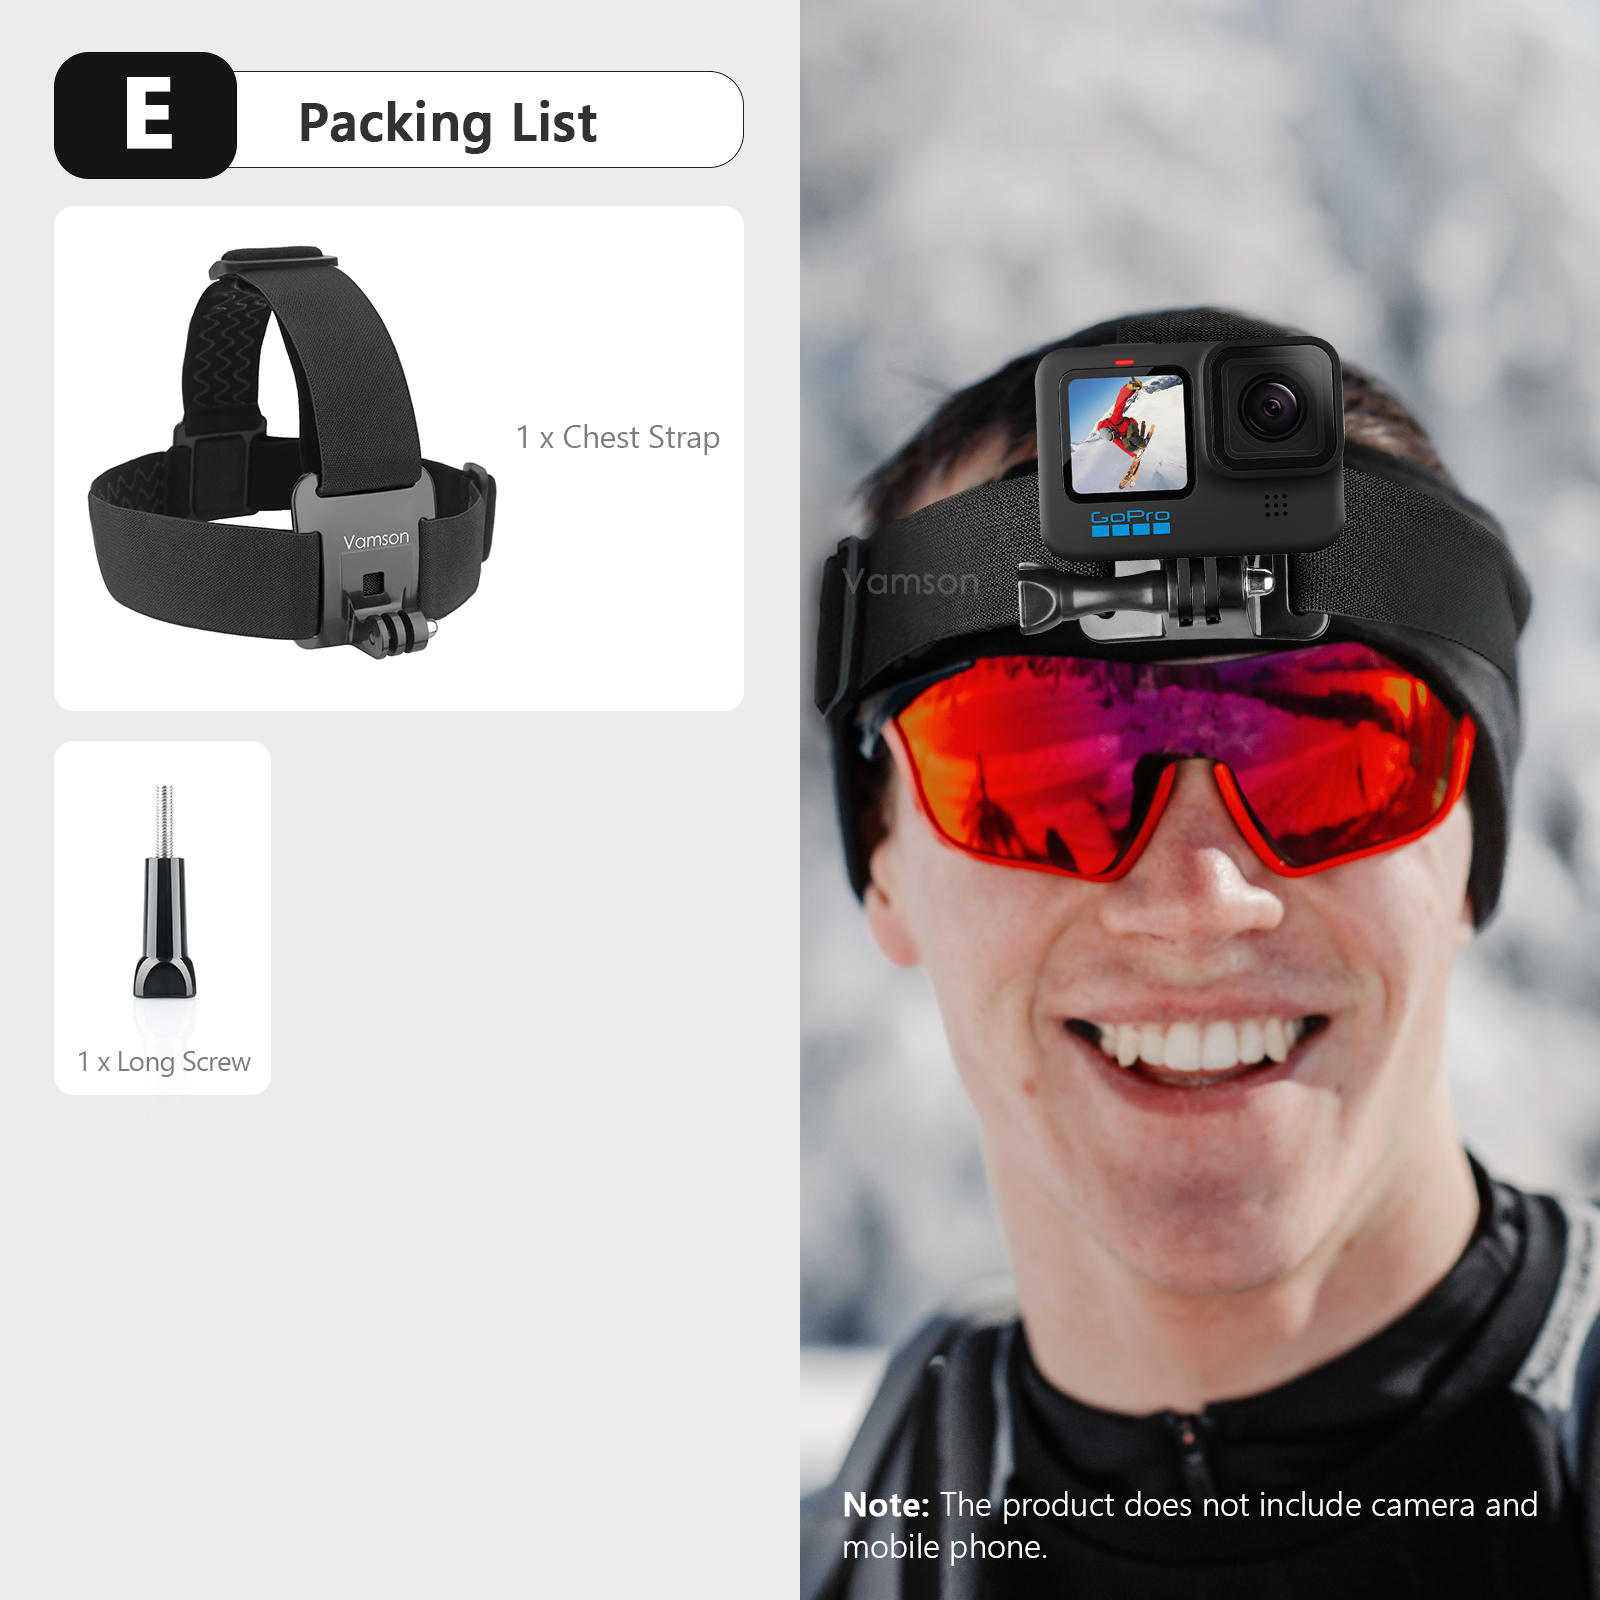 E
Packing List
Vamson
1 x Chest Strap
1 x Long Screw
GoPro
Vamson
Note: The product does not include camera and
mobile phone.